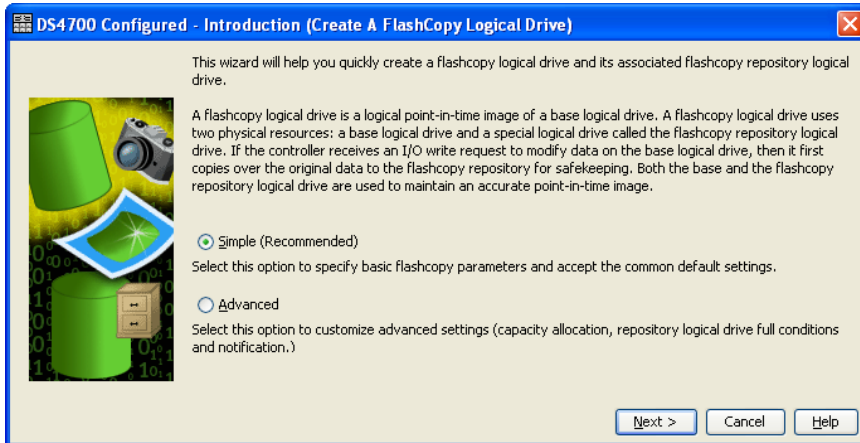 DS4700 Configured - Introduction (Create A FlashCopy Logical Drive)
This wizard will help you quickly create a flashcopy logical drive and its associated flashcopy repository logical
drive.
A flashcopy logical drive is a logical point-in-time image of a base logical drive. A flashcopy logical drive uses
two physical resources: a base logical drive and a special logical drive called the flashcopy repository logical
drive. If the controller receives an I/O write request to modify data on the base logical drive, then it first
copies over the original data to the flashcopy repository for safekeeping. Both the base and the flashcopy
repository logical drive are used to maintain an accurate point-in-time image.
Simple (Recommended)
Select this option to specify basic flashcopy parameters and accept the common default settings.
Advanced
Select this option to customize advanced settings (capacity allocation, repository logical drive full conditions
and notification.)
Next >
Cancel
Help